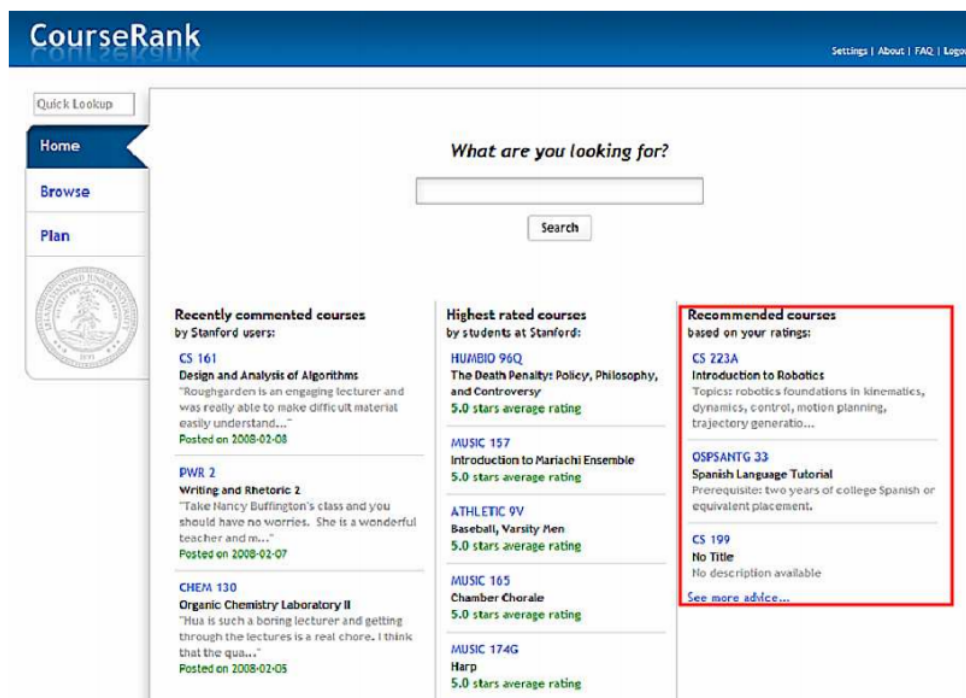 CourseRank
Settings | About | FAQ | Logou
Quick Lookup
Home
Browse
Plan
What are you looking for?
Search
Recently commented courses
by Stanford users:
CS 161
Design and Analysis of Algorithms
"Roughgarden is an engaging lecturer and
was really able to make difficult material
easily understand..."
Posted on 2008-02-08
PWR 2
Writing and Rhetoric 2
"Take Nancy Buffington's class and you
should have no worries. She is a wonderful
teacher and m..."
Posted on 2008-02-07
CHEM 130
Organic Chemistry Laboratory II
"Hua is such a boring lecturer and getting
through the lectures is a real chore. I think
that the qua..."
Posted on 2008-02-05
Highest rated courses
by students at Stanford:
HUMBIO 96Q
The Death Penalty: Policy, Philosophy,
and Controversy
5.0 stars average rating
MUSIC 157
Introduction to Mariachi Ensemble
5.0 stars average rating
ATHLETIC 9V
Baseball, Varsity Men
5.0 stars average rating
MUSIC 165
Chamber Chorale
5.0 stars average rating
MUSIC 174G
Harp
5.0 stars average rating
Recommended courses
based on your ratings:
CS 223A
Introduction to Robotics
Topics: robotics foundations in kinematics,
dynamics, control, motion planning,
trajectory generatio...
OSPSANTG 33
Spanish Language Tutorial
Prerequisite: two years of college Spanish or
equivalent placement.
CS 199
No Title
No description available
See more advice...